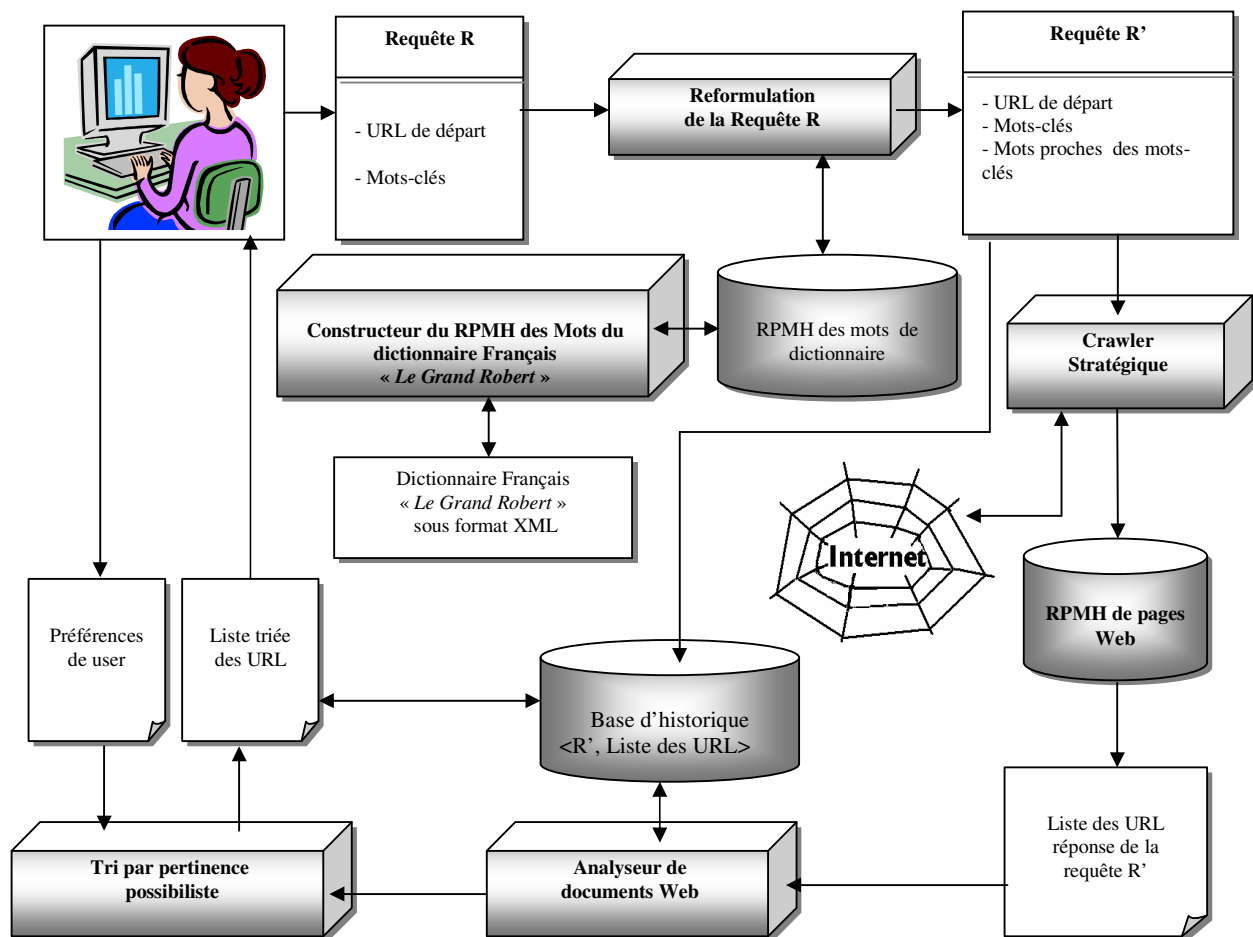 Requête R
- URL de départ
- Mots-clés
Reformulation
de la Requête R
Requête R’
- URL de départ
- Mots-clés
- Mots proches des mots-
clés
Constructeur du RPMH des Mots du
dictionnaire Français
« Le Grand Robert »
RPMH des mots de
dictionnaire
Crawler
Stratégique
Dictionnaire Français
« Le Grand Robert »
sous format XML
Internet
RPMH de pages
Web
Préférences
de user
Liste triée
des URL
Base d’historique
<R’, Liste des URL>
Liste des URL
réponse de la
requête R’
Tri par pertinence
possibiliste
Analyseur de
documents Web